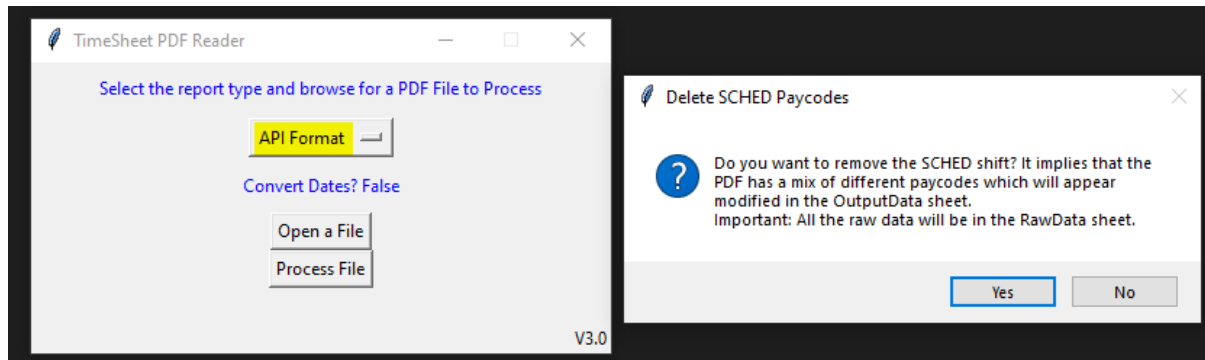 TimeSheet PDF Reader
Select the report type and browse for a PDF File to Process
API Format
Convert Dates? False
Open a File
Process File
V3.0
Delete SCHED Paycodes
Do you want to remove the SCHED shift? It implies that the
PDF has a mix of different paycodes which will appear
modified in the OutputData sheet.
Important: All the raw data will be in the RawData sheet.
Yes
No